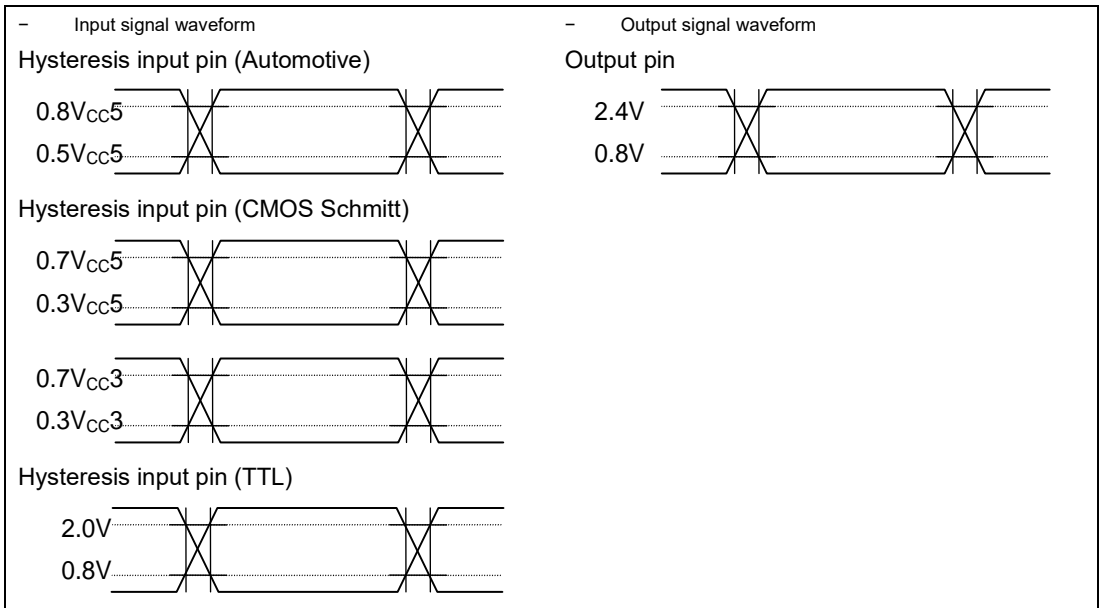 − Input signal waveform
Hysteresis input pin (Automotive)
0.8VCC5
0.5VCC5
Hysteresis input pin (CMOS Schmitt)
0.7VCC5
0.3VCC5
0.7VCC3
0.3VCC3
Hysteresis input pin (TTL)
2.0V
0.8V
− Output signal waveform
Output pin
2.4V
0.8V